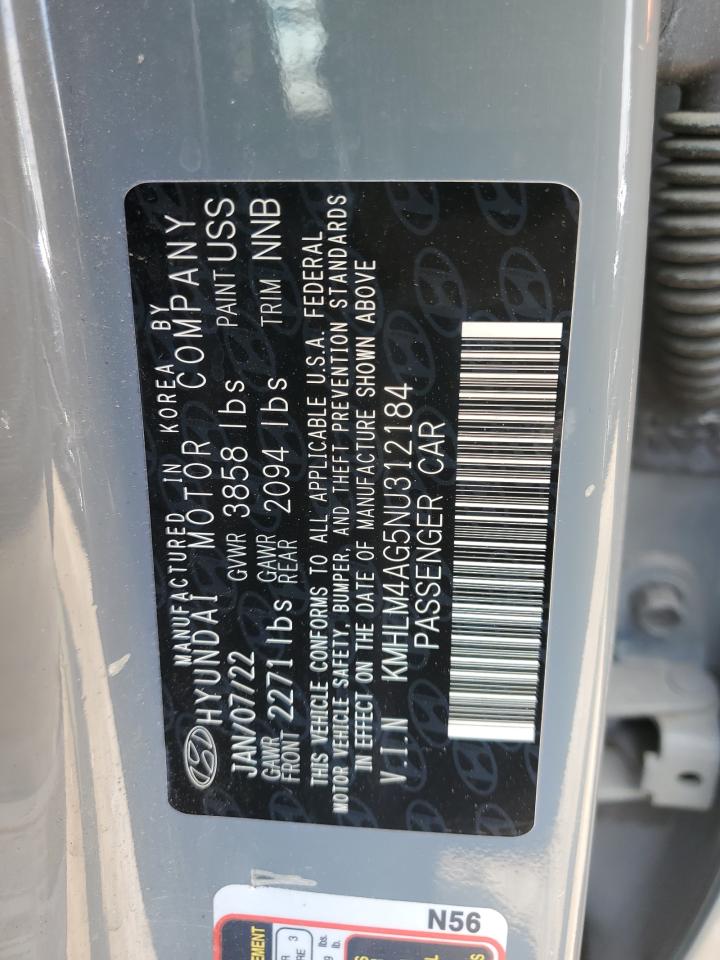 MANUFACTURED IN KOREA BY
HYUNDAI MOTOR COMPANY
JAN/07/22 GVWR 3858 lbs PAINT USS
GAWR FRONT 2271 lbs GAWR REAR 2094 lbs TRIM NNB
THIS VEHICLE CONFORMS TO ALL APPLICABLE U.S.A. FEDERAL
MOTOR VEHICLE SAFETY, BUMPER, AND THEFT PREVENTION STANDARDS
IN EFFECT ON THE DATE OF MANUFACTURE SHOWN ABOVE
V.I.N KMHLM4AG5NU312184
PASSENGER CAR
N56